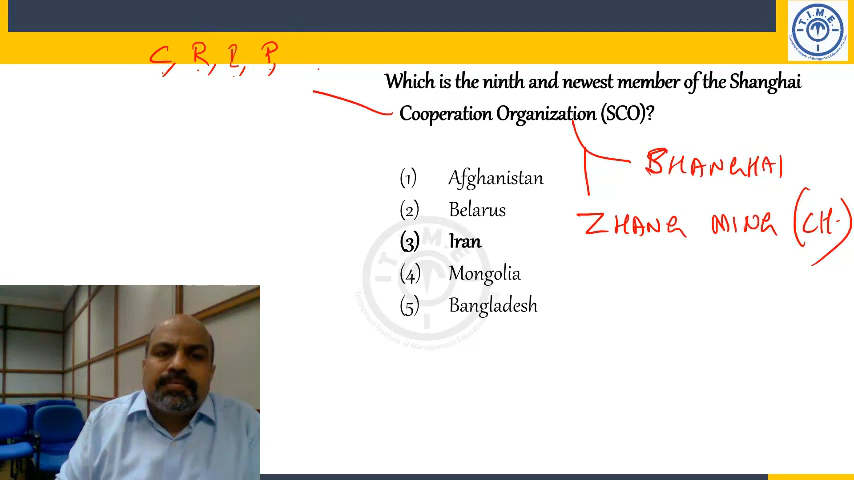 T.I.M.E.
C, R, I, P,
Which is the ninth and newest member of the Shanghai
Cooperation Organization (SCO)?
SHANGHAI
ZHANG MING (CH.)
(1) Afghanistan
(2) Belarus
(3) Iran
(4) Mongolia
(5) Bangladesh